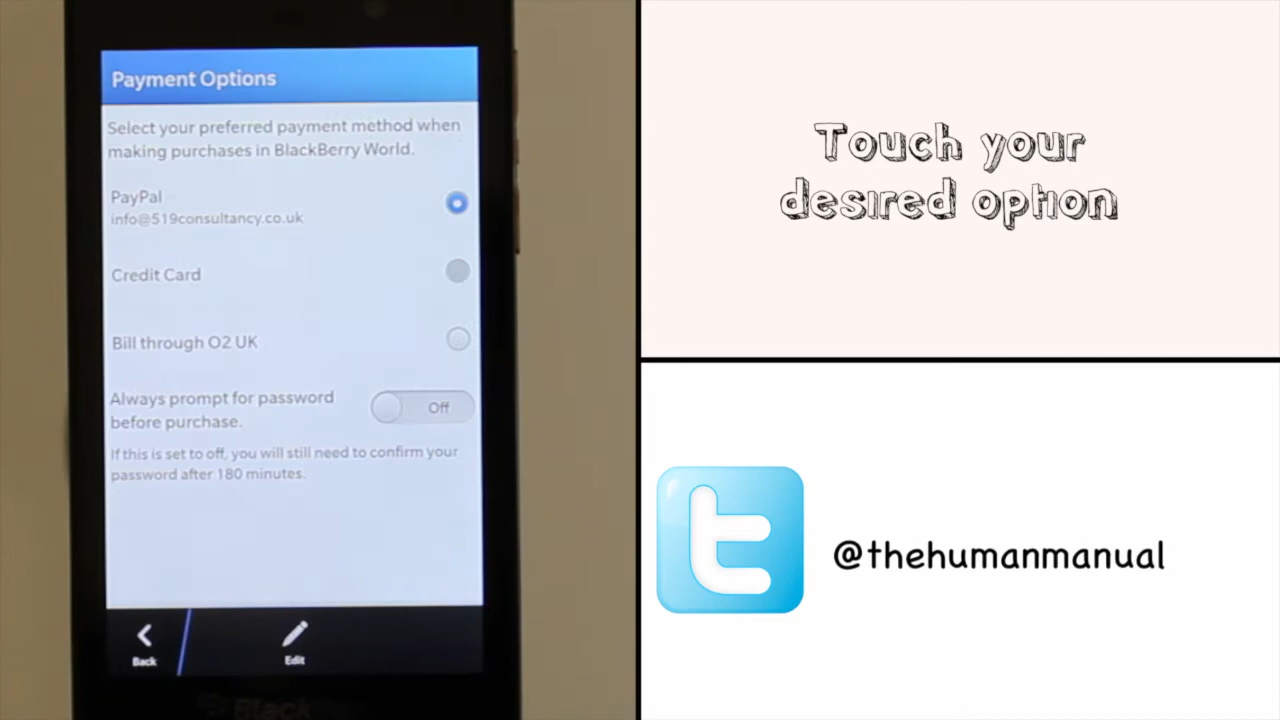 Payment Options
Select your preferred payment method when
making purchases in BlackBerry World.
PayPal
info@519consultancy.co.uk
Credit Card
Bill through O2 UK
Always prompt for password
before purchase.
Off
If this is set to off, you will still need to confirm your
password after 180 minutes.
Back
Edit
Touch your
desired option
@thehumanmanual